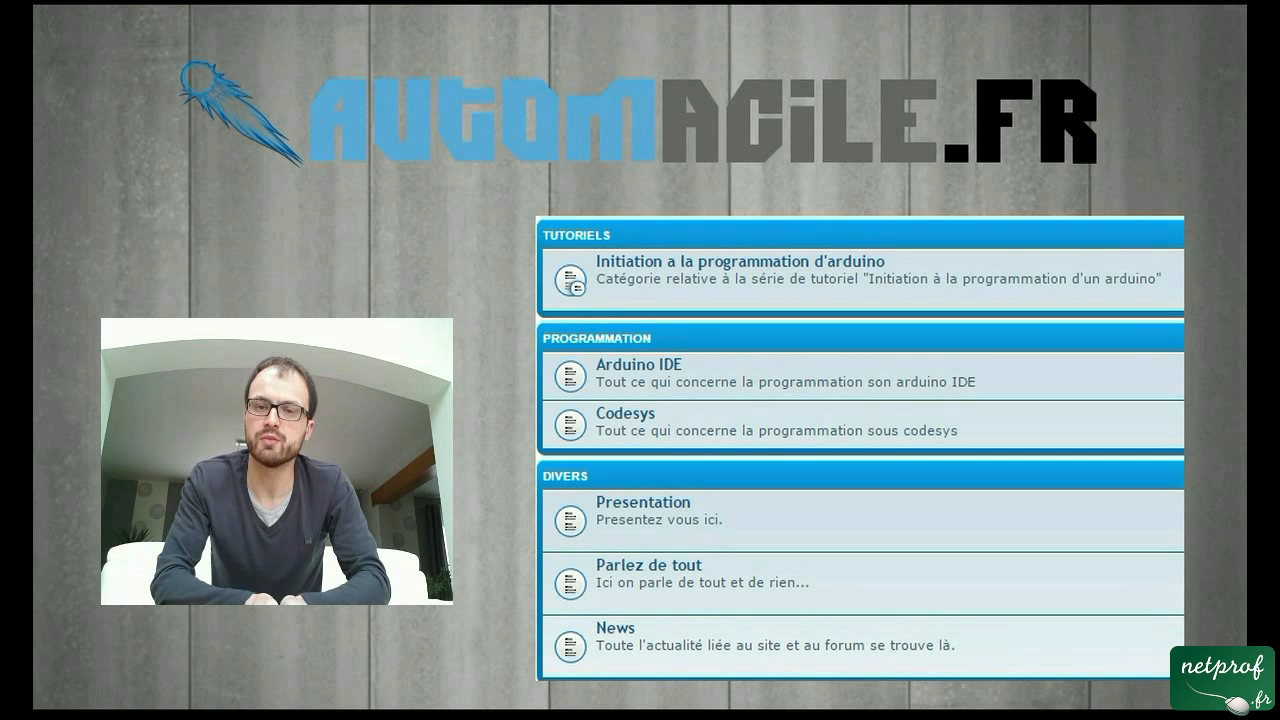 AUTOMAGILE.FR
TUTORIELS
Initiation a la programmation d'arduino
Catégorie relative à la série de tutoriel "Initiation à la programmation d'un arduino"
PROGRAMMATION
Arduino IDE
Tout ce qui concerne la programmation son arduino IDE
Codesys
Tout ce qui concerne la programmation sous codesys
DIVERS
Presentation
Presentez vous ici.
Parlez de tout
Ici on parle de tout et de rien...
News
Toute l'actualité liée au site et au forum se trouve là.
netprof
.fr